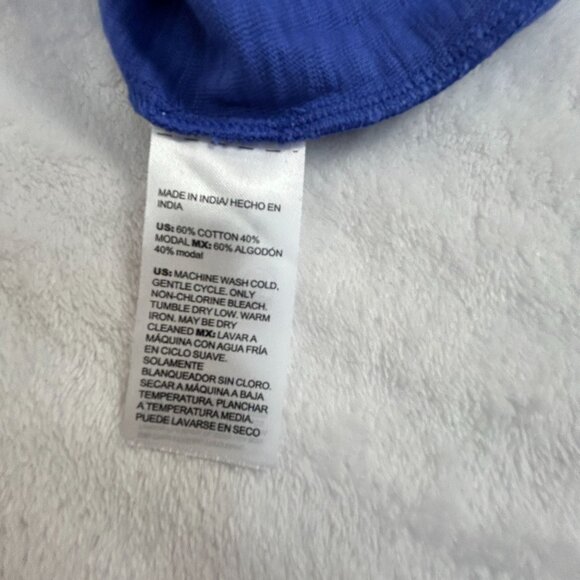 MADE IN INDIA/ HECHO EN
INDIA
US: 60% COTTON 40%
MODAL MX: 60% ALGODÓN
40% modal
US: MACHINE WASH COLD,
GENTLE CYCLE. ONLY
NON-CHLORINE BLEACH.
TUMBLE DRY LOW. WARM
IRON. MAY BE DRY
CLEANED MX: LAVAR A
MÁQUINA CON AGUA FRÍA
EN CICLO SUAVE.
SOLAMENTE
BLANQUEADOR SIN CLORO.
SECAR A MÁQUINA A BAJA
TEMPERATURA. PLANCHAR
A TEMPERATURA MEDIA.
PUEDE LAVARSE EN SECO